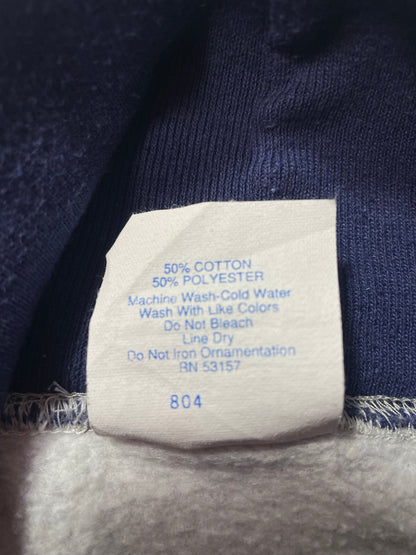 50% COTTON
50% POLYESTER
Machine Wash-Cold Water
Wash With Like Colors
Do Not Bleach
Line Dry
Do Not Iron Ornamentation
RN 53157
804